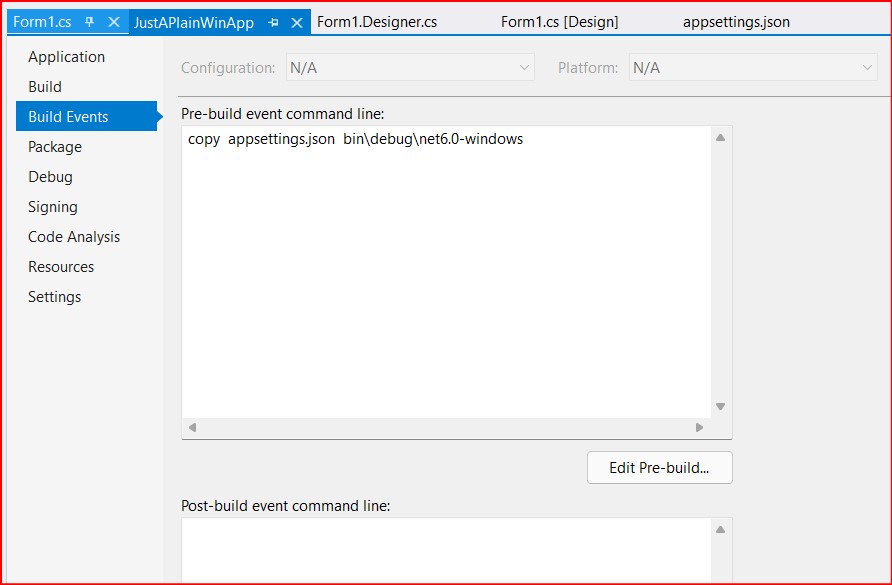 Form1.cs JustAPlainWinApp Form1.Designer.cs Form1.cs [Design] appsettings.json
Application
Configuration: N/A Platform: N/A
Build
Build Events
Pre-build event command line:
copy  appsettings.json  bin\debug\net6.0-windows
Package
Debug
Signing
Code Analysis
Resources
Settings
Edit Pre-build...
Post-build event command line: